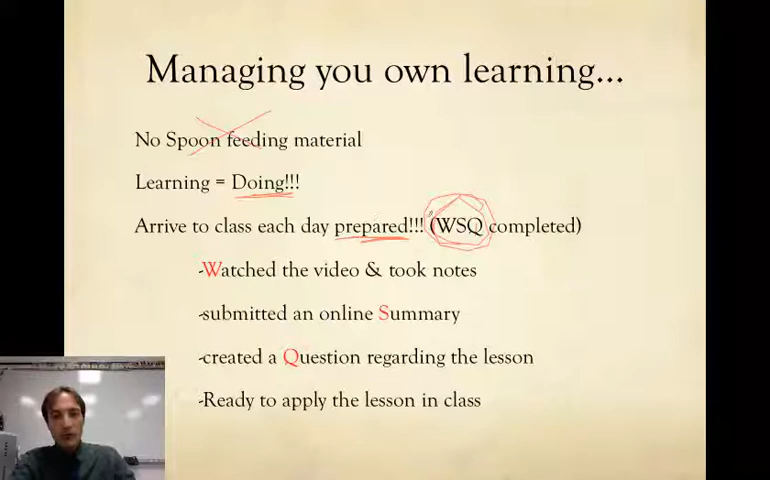 Managing you own learning...
No Spoon feeding material
Learning = Doing!!!
Arrive to class each day prepared!!! (WSQ completed)
-Watched the video & took notes
-submitted an online Summary
-created a Question regarding the lesson
-Ready to apply the lesson in class